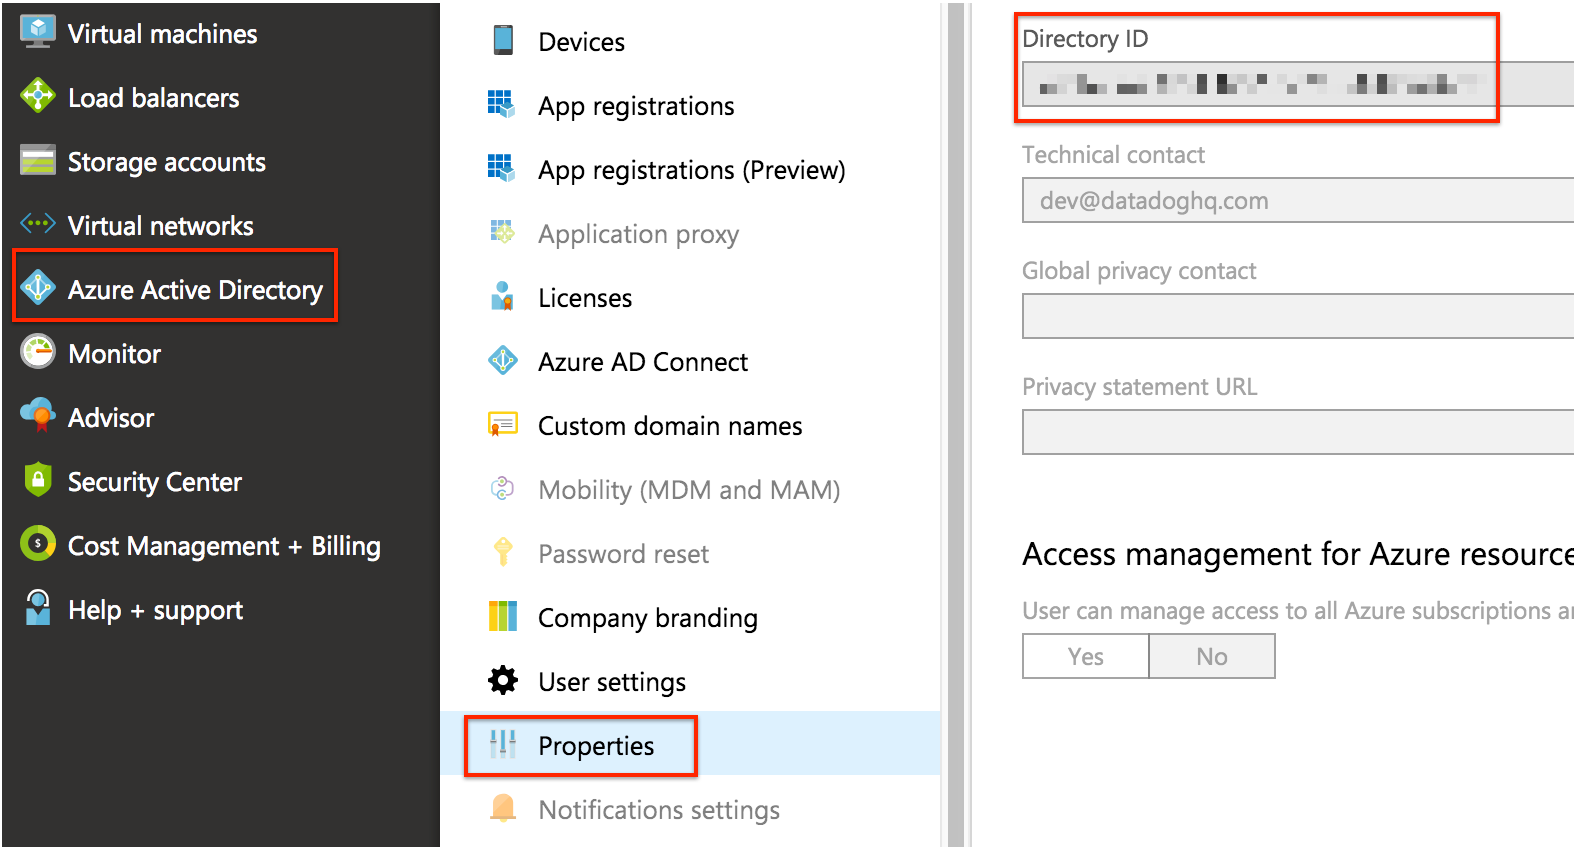 Virtual machines
Load balancers
Storage accounts
Virtual networks
Azure Active Directory
Monitor
Advisor
Security Center
Cost Management + Billing
Help + support
Devices
App registrations
App registrations (Preview)
Application proxy
Licenses
Azure AD Connect
Custom domain names
Mobility (MDM and MAM)
Password reset
Company branding
User settings
Properties
Notifications settings
Directory ID
Technical contact
dev@datadoghq.com
Global privacy contact
Privacy statement URL
Access management for Azure resource
User can manage access to all Azure subscriptions
Yes No